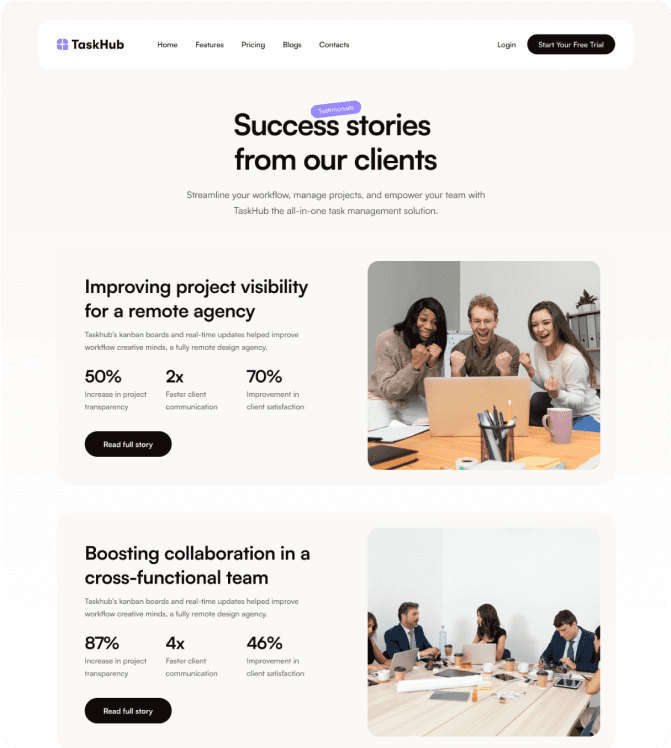 TaskHub
Home Features Pricing Blogs Contacts Login Start Your Free Trial
Testimonials
Success stories
from our clients
Streamline your workflow, manage projects, and empower your team with
TaskHub the all-in-one task management solution.
Improving project visibility
for a remote agency
Taskhub's kanban boards and real-time updates helped improve
workflow creative minds, a fully remote design agency.
50% 2x 70%
Increase in project Faster client Improvement in
transparency communication client satisfaction
Read full story
Boosting collaboration in a
cross-functional team
Taskhub's kanban boards and real-time updates helped improve
workflow creative minds, a fully remote design agency.
87% 4x 46%
Increase in project Faster client Improvement in
transparency communication client satisfaction
Read full story